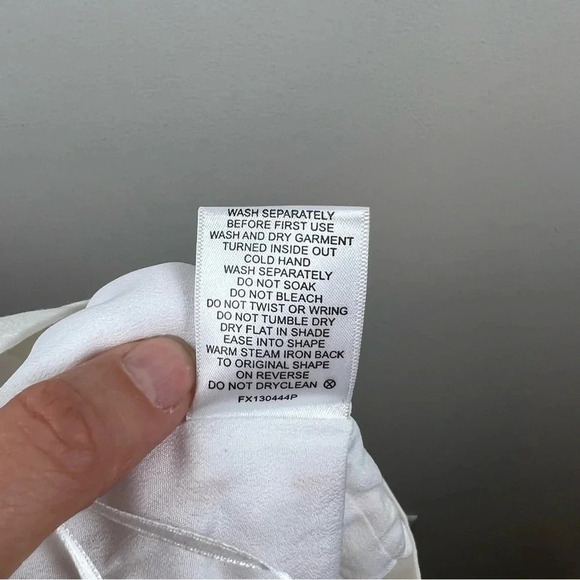 WASH SEPARATELY
BEFORE FIRST USE
WASH AND DRY GARMENT
TURNED INSIDE OUT
COLD HAND
WASH SEPARATELY
DO NOT SOAK
DO NOT BLEACH
DO NOT TWIST OR WRING
DO NOT TUMBLE DRY
DRY FLAT IN SHADE
EASE INTO SHAPE
WARM STEAM IRON BACK
TO ORIGINAL SHAPE
ON REVERSE
DO NOT DRYCLEAN
FX130444P